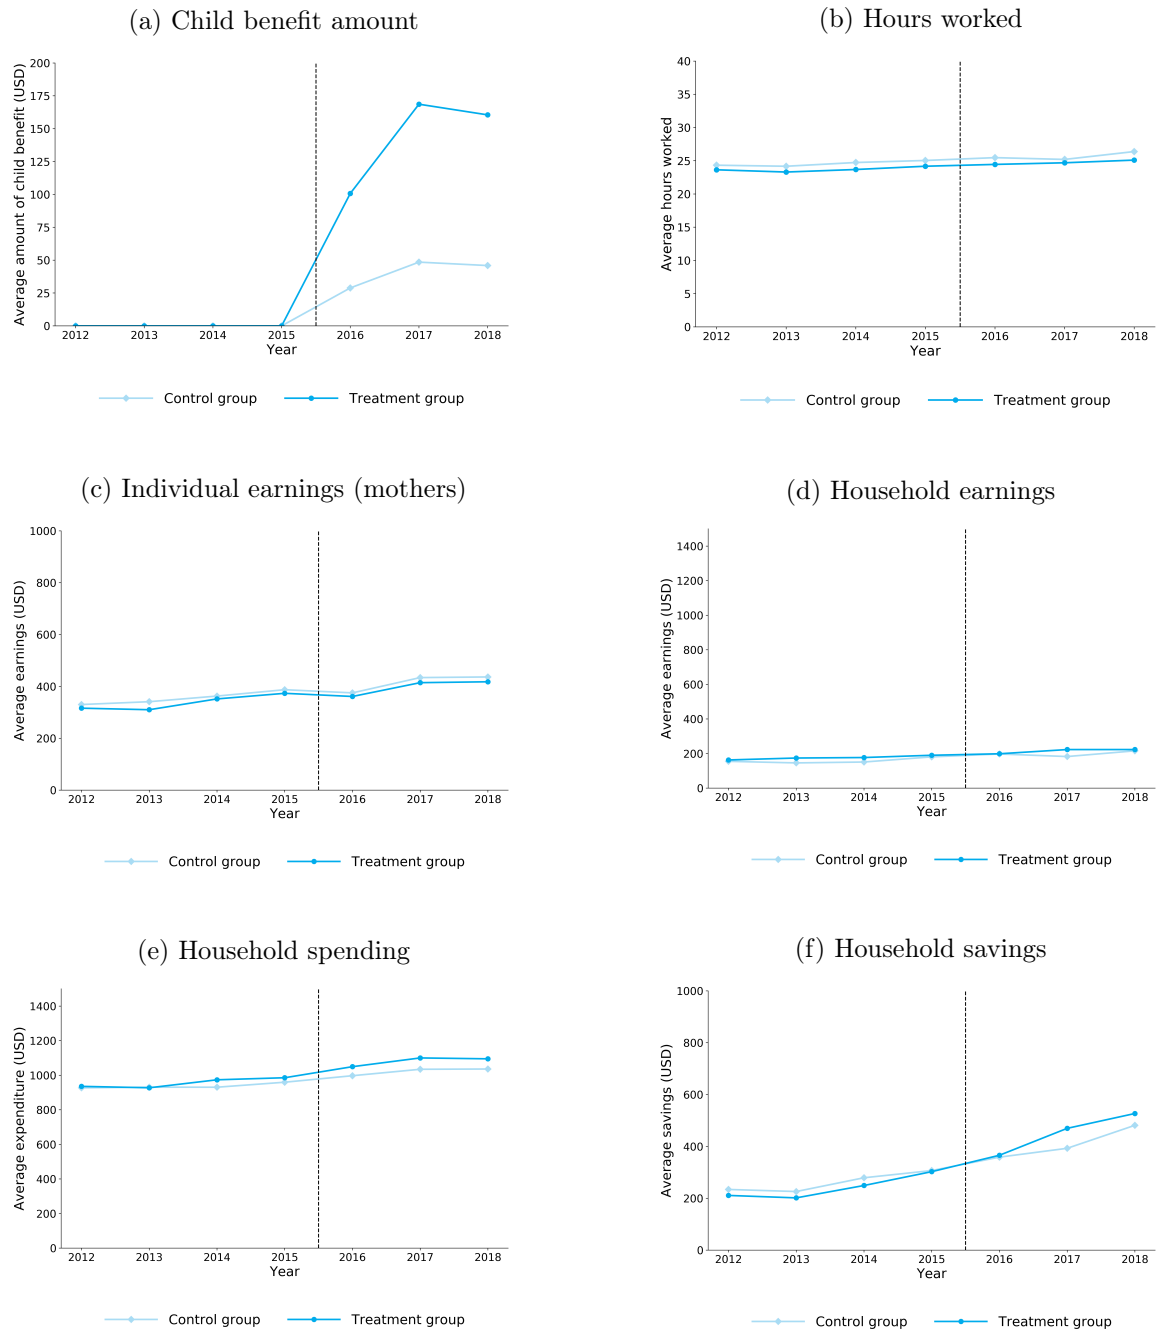 (a) Child benefit amount
Average amount of child benefit (USD)
200
175
150
125
100
75
50
25
0
2012 2013 2014 2015 2016 2017 2018
Year
Control group Treatment group
(b) Hours worked
Average hours worked
40
35
30
25
20
15
10
5
0
2012 2013 2014 2015 2016 2017 2018
Year
Control group Treatment group
(c) Individual earnings (mothers)
Average earnings (USD)
1000
800
600
400
200
0
2012 2013 2014 2015 2016 2017 2018
Year
Control group Treatment group
(d) Household earnings
Average earnings (USD)
1400
1200
1000
800
600
400
200
0
2012 2013 2014 2015 2016 2017 2018
Year
Control group Treatment group
(e) Household spending
Average expenditure (USD)
1400
1200
1000
800
600
400
200
0
2012 2013 2014 2015 2016 2017 2018
Year
Control group Treatment group
(f) Household savings
Average savings (USD)
1000
800
600
400
200
0
2012 2013 2014 2015 2016 2017 2018
Year
Control group Treatment group